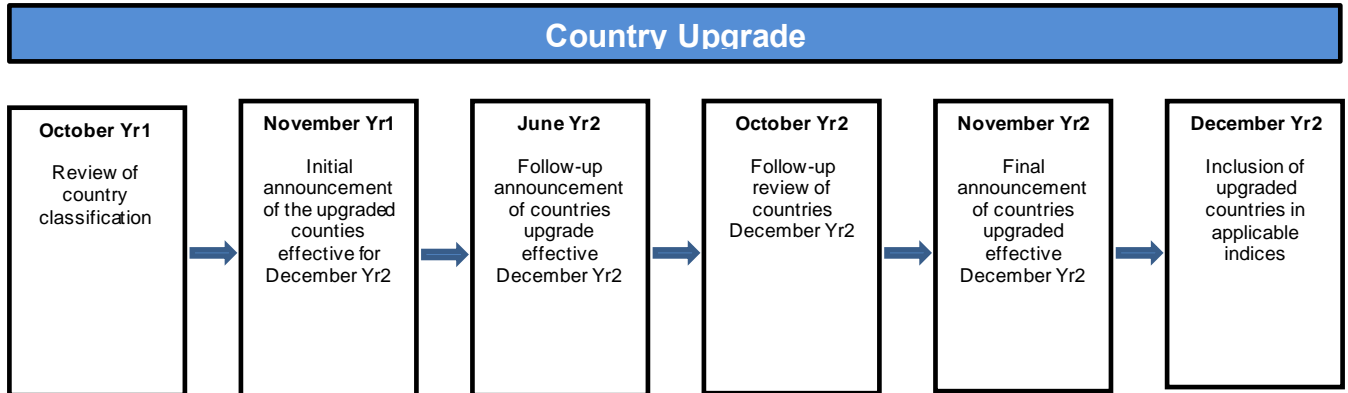 Country Upgrade
October Yr1
Review of
country
classification
November Yr1
Initial
announcement
of the upgraded
counties
effective for
December Yr2
June Yr2
Follow-up
announcement
of countries
upgrade
effective
December Yr2
October Yr2
Follow-up
review of
countries
December Yr2
November Yr2
Final
announcement
of countries
upgraded
effective
December Yr2
December Yr2
Inclusion of
upgraded
countries in
applicable
indices